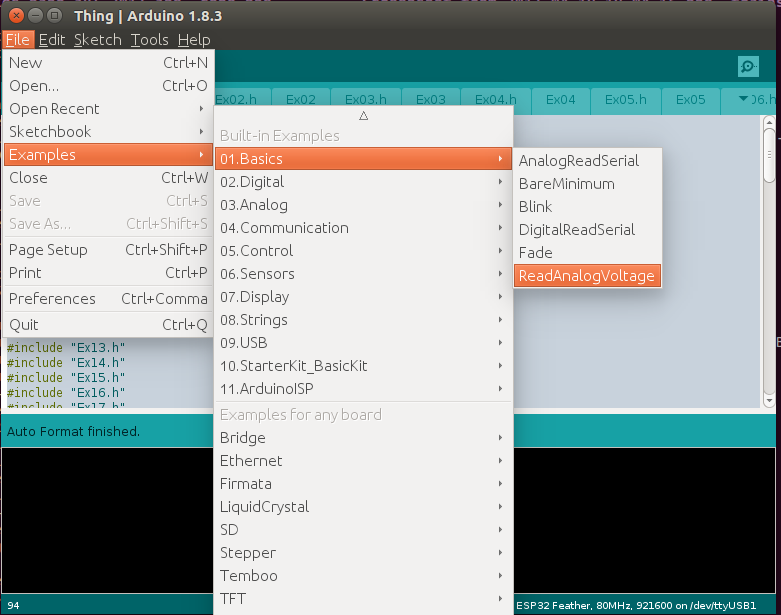 Thing | Arduino 1.8.3
File Edit Sketch Tools Help
New Ctrl+N
Open... Ctrl+O
Open Recent
Sketchbook
Examples
Close Ctrl+W
Save Ctrl+S
Save As... Ctrl+Shift+S
Page Setup Ctrl+Shift+P
Print Ctrl+P
Preferences Ctrl+Comma
Quit Ctrl+Q
Ex02.h Ex02 Ex03.h Ex03 Ex04.h Ex04 Ex05.h Ex05 06.h
Built-in Examples
01.Basics
02.Digital
03.Analog
04.Communication
05.Control
06.Sensors
07.Display
08.Strings
09.USB
10.StarterKit_BasicKit
11.ArduinoISP
Examples for any board
Bridge
Ethernet
Firmata
LiquidCrystal
SD
Stepper
Temboo
TFT
AnalogReadSerial
BareMinimum
Blink
DigitalReadSerial
Fade
ReadAnalogVoltage
#include "Ex13.h"
#include "Ex14.h"
#include "Ex15.h"
#include "Ex16.h"
#include "Ex17.h"
Auto Format finished.
94
ESP32 Feather, 80MHz, 921600 on /dev/ttyUSB1